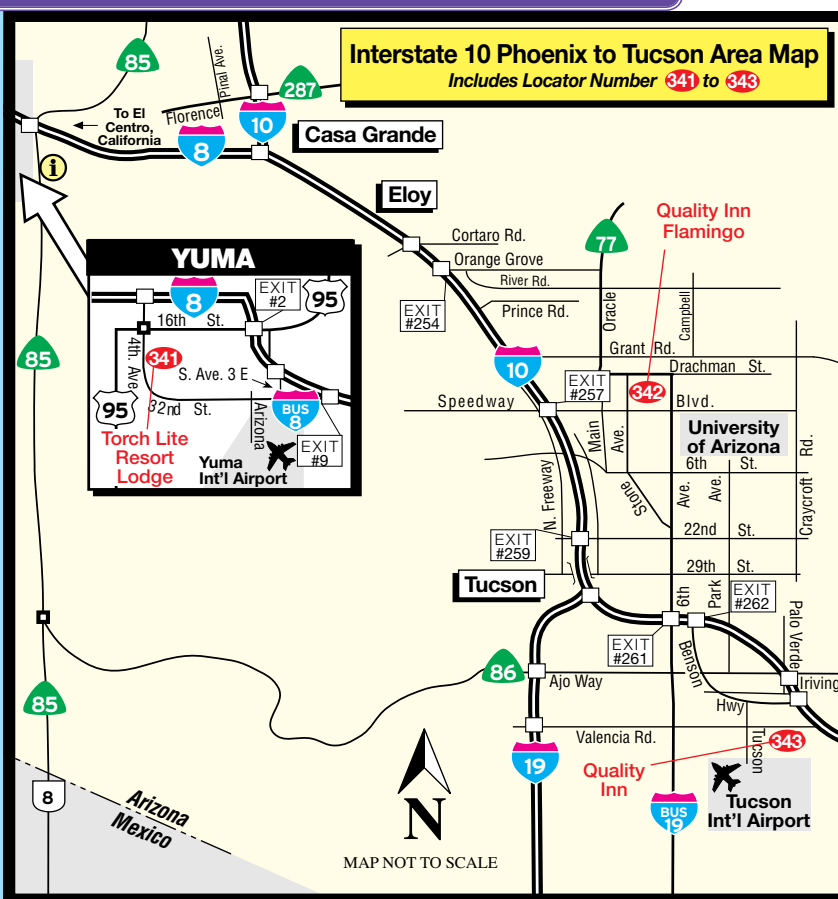 Interstate 10 Phoenix to Tucson Area Map
Includes Locator Number 341 to 343
85
Pinal Ave.
287
Florence
To El
Centro,
California
8
10
Casa Grande
i
Eloy
Quality Inn
Flamingo
77
Cortaro Rd.
Orange Grove
River Rd.
EXIT
#254
Prince Rd.
Oracle
Campbell
Grant Rd.
Drachman St.
10
EXIT
#257
342
Speedway
Blvd.
Main
Ave.
University
of Arizona
6th St.
Rd.
Craycroft
N. Freeway
Stone
Ave.
Ave.
22nd St.
EXIT
#259
29th St.
Tucson
6th
Park
EXIT
#262
EXIT
#261
Palo Verde
Benson
Hwy
Iriving
86
Ajo Way
Valencia Rd.
Tucson
343
Quality
Inn
19
BUS
19
Tucson
Int'l Airport
YUMA
8
EXIT
#2
95
16th St.
4th. Ave
341
S. Ave. 3 E
95
32nd St.
Arizona
BUS
8
EXIT
#9
Torch Lite
Resort
Lodge
Yuma
Int'l Airport
85
85
8
Arizona
Mexico
N
MAP NOT TO SCALE